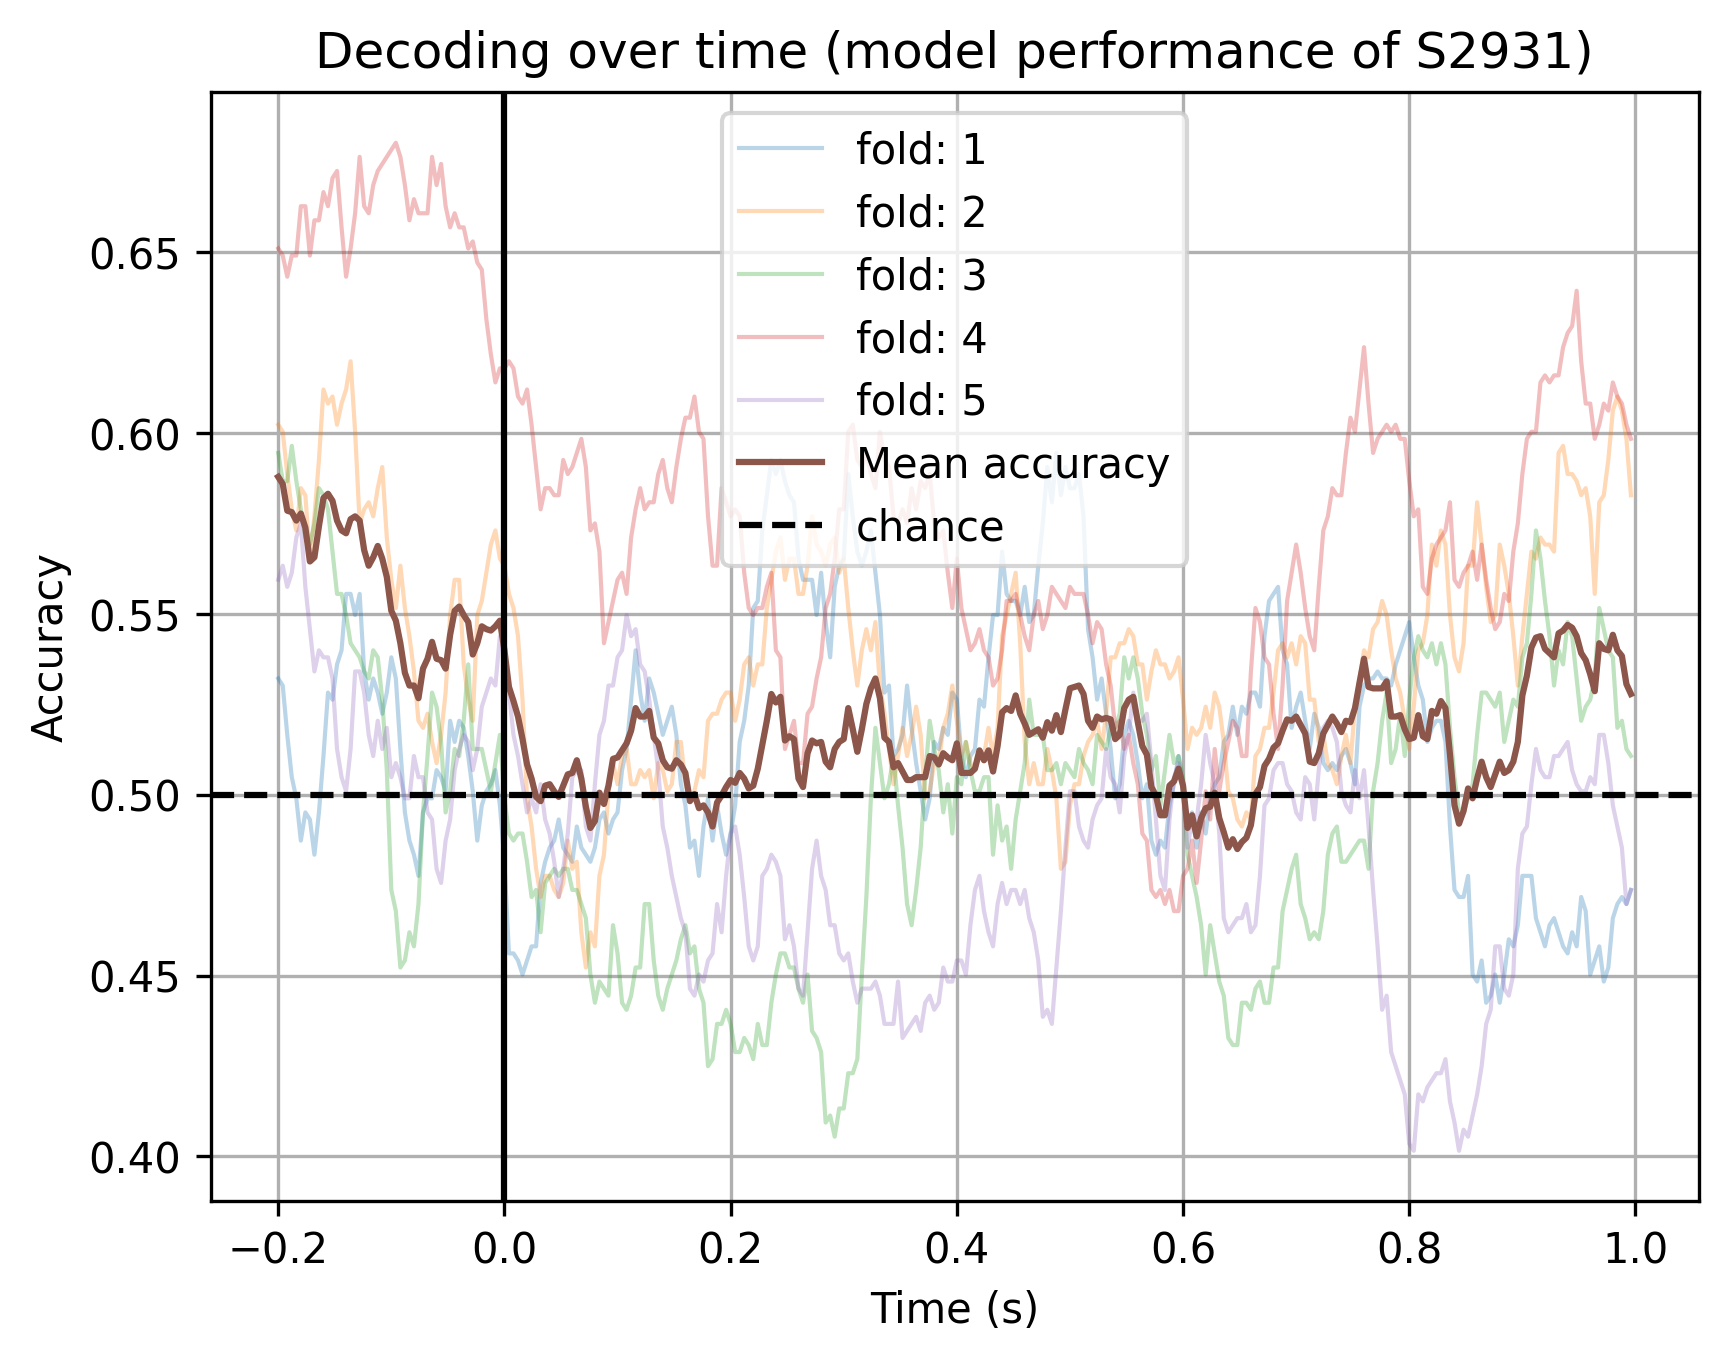 Decoding over time (model performance of S2931)
fold: 1
fold: 2
fold: 3
fold: 4
fold: 5
Mean accuracy
chance
Accuracy
0.65
0.60
0.55
0.50
0.45
0.40
−0.2 0.0 0.2 0.4 0.6 0.8 1.0
Time (s)